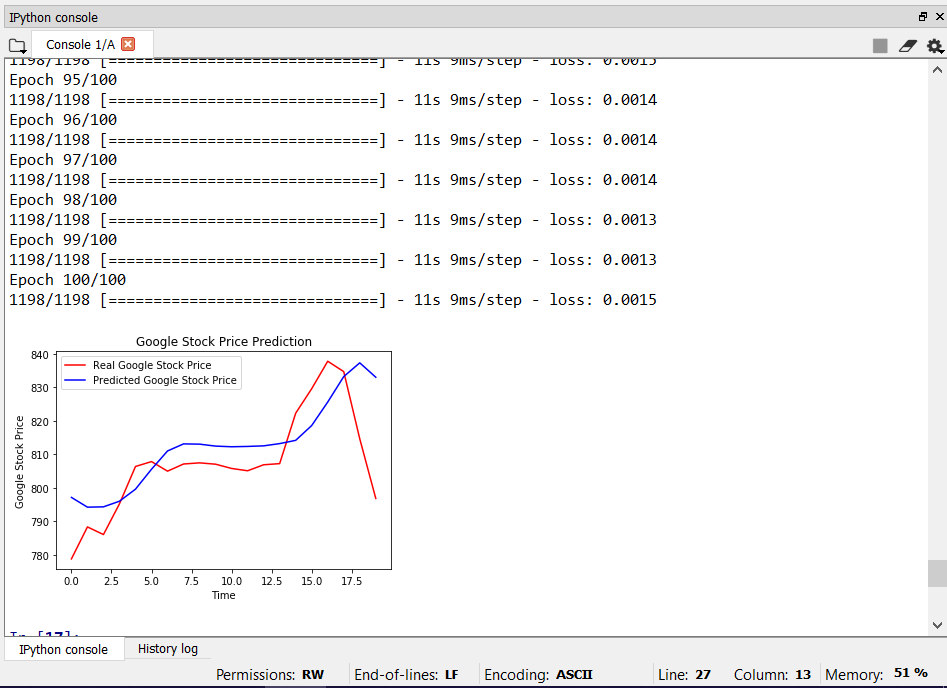 IPython console
Console 1/A
1198/1198 [==============================] - 11s 9ms/step - loss: 0.0015
Epoch 95/100
1198/1198 [==============================] - 11s 9ms/step - loss: 0.0014
Epoch 96/100
1198/1198 [==============================] - 11s 9ms/step - loss: 0.0014
Epoch 97/100
1198/1198 [==============================] - 11s 9ms/step - loss: 0.0014
Epoch 98/100
1198/1198 [==============================] - 11s 9ms/step - loss: 0.0013
Epoch 99/100
1198/1198 [==============================] - 11s 9ms/step - loss: 0.0013
Epoch 100/100
1198/1198 [==============================] - 11s 9ms/step - loss: 0.0015
Google Stock Price Prediction
Real Google Stock Price
Predicted Google Stock Price
Google Stock Price
840
830
820
810
800
790
780
0.0 2.5 5.0 7.5 10.0 12.5 15.0 17.5
Time
In [17]:
IPython console History log
Permissions: RW End-of-lines: LF Encoding: ASCII Line: 27 Column: 13 Memory: 51 %